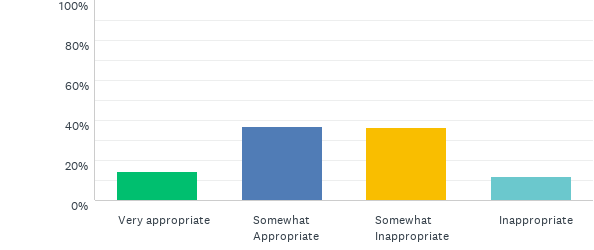 100%
80%
60%
40%
20%
0%
Very appropriate
Somewhat
Appropriate
Somewhat
Inappropriate
Inappropriate